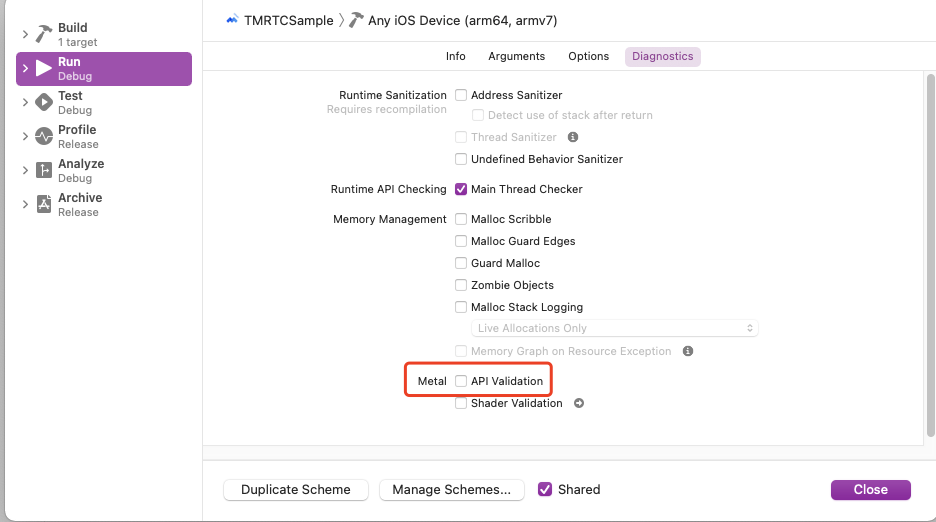 Build
1 target
Run
Debug
Test
Debug
Profile
Release
Analyze
Debug
Archive
Release
TMRTCSample 〉 Any iOS Device (arm64, armv7)
Info Arguments Options Diagnostics
Runtime Sanitization Address Sanitizer
Requires recompilation Detect use of stack after return
Thread Sanitizer
Undefined Behavior Sanitizer
Runtime API Checking Main Thread Checker
Memory Management Malloc Scribble
Malloc Guard Edges
Guard Malloc
Zombie Objects
Malloc Stack Logging
Live Allocations Only
Memory Graph on Resource Exception
Metal API Validation
Shader Validation
Duplicate Scheme Manage Schemes... Shared Close